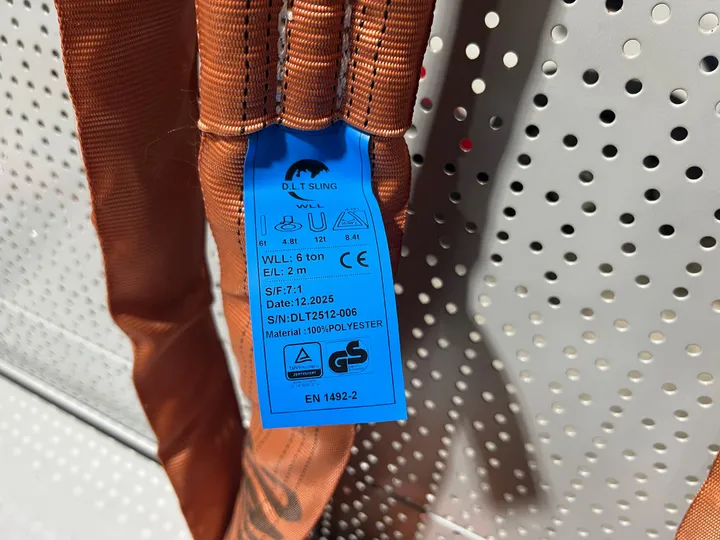 D.L.T SLING
WLL
6t 4.8t 12t 8.4t
WLL: 6 ton
E/L: 2 m
CE
S/F:7:1
Date:12.2025
S/N:DLT2512-006
Material :100%POLYESTER
GS
EN 1492-2